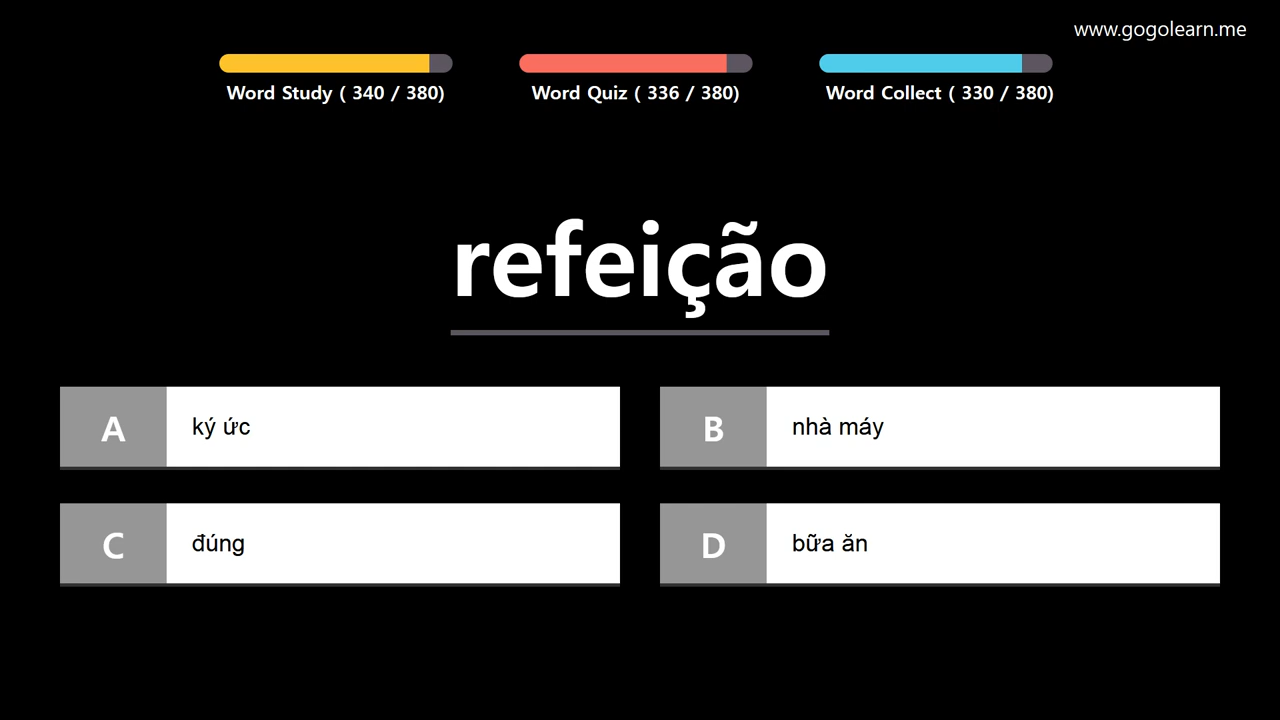 www.gogolearn.me
Word Study ( 340 / 380)
Word Quiz ( 336 / 380)
Word Collect ( 330 / 380)
refeição
A
ký ức
B
nhà máy
C
đúng
D
bữa ăn